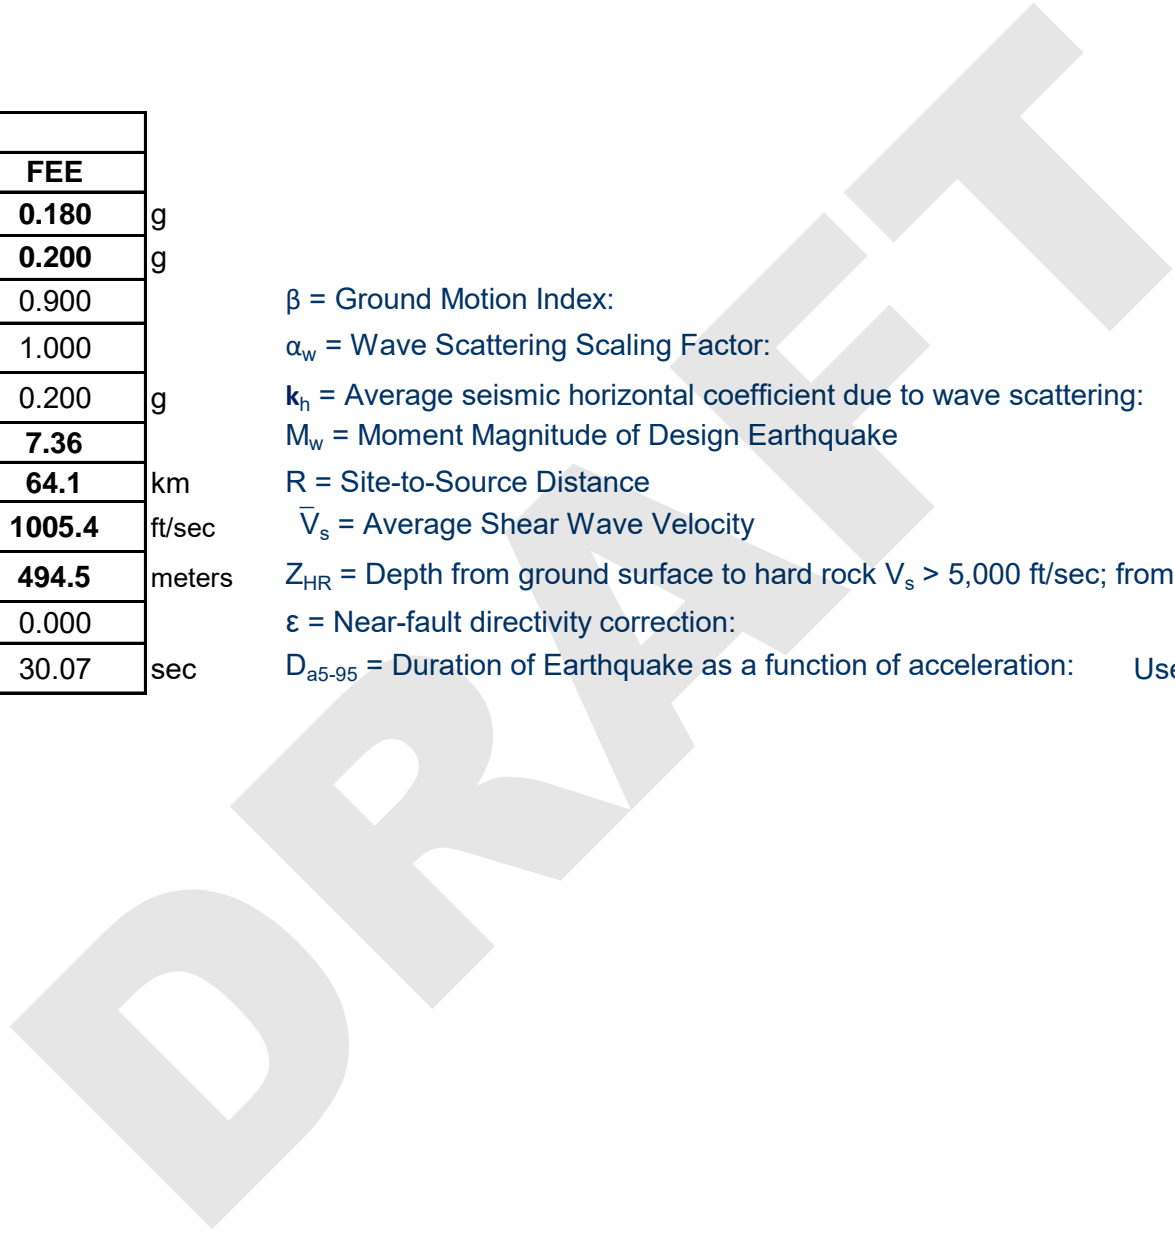 FEE
0.180 g
0.200 g
0.900 β = Ground Motion Index:
1.000 αw = Wave Scattering Scaling Factor:
0.200 g kh = Average seismic horizontal coefficient due to wave scattering:
7.36 Mw = Moment Magnitude of Design Earthquake
64.1 km R = Site-to-Source Distance
1005.4 ft/sec V̅s = Average Shear Wave Velocity
494.5 meters ZHR = Depth from ground surface to hard rock Vs > 5,000 ft/sec; from
0.000 ε = Near-fault directivity correction:
30.07 sec Da5-95 = Duration of Earthquake as a function of acceleration: Use
DRAFT